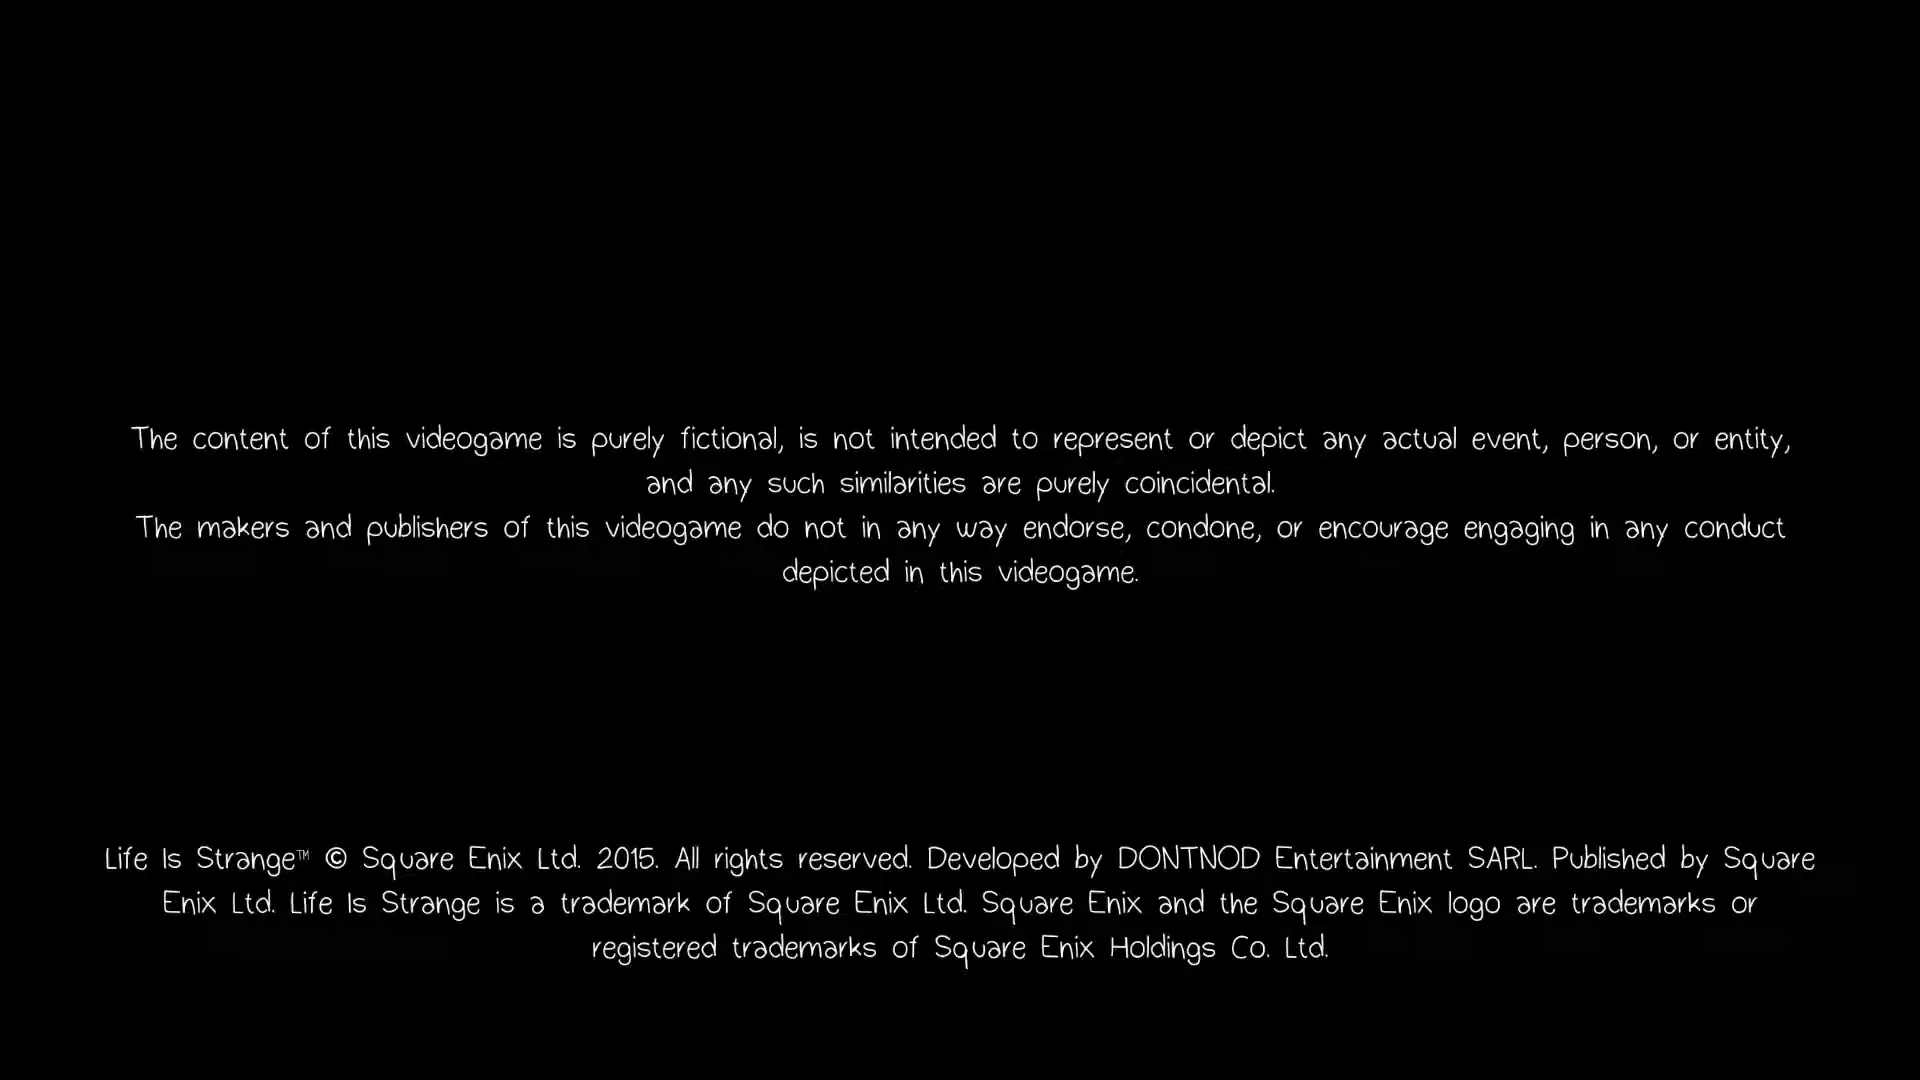 The content of this videogame is purely fictional, is not intended to represent or depict any actual event, person, or entity,
and any such similarities are purely coincidental.
The makers and publishers of this videogame do not in any way endorse, condone, or encourage engaging in any conduct
depicted in this videogame.
Life Is Strange™ © Square Enix Ltd. 2015. All rights reserved. Developed by DONTNOD Entertainment SARL. Published by Square
Enix Ltd. Life Is Strange is a trademark of Square Enix Ltd. Square Enix and the Square Enix logo are trademarks or
registered trademarks of Square Enix Holdings Co. Ltd.